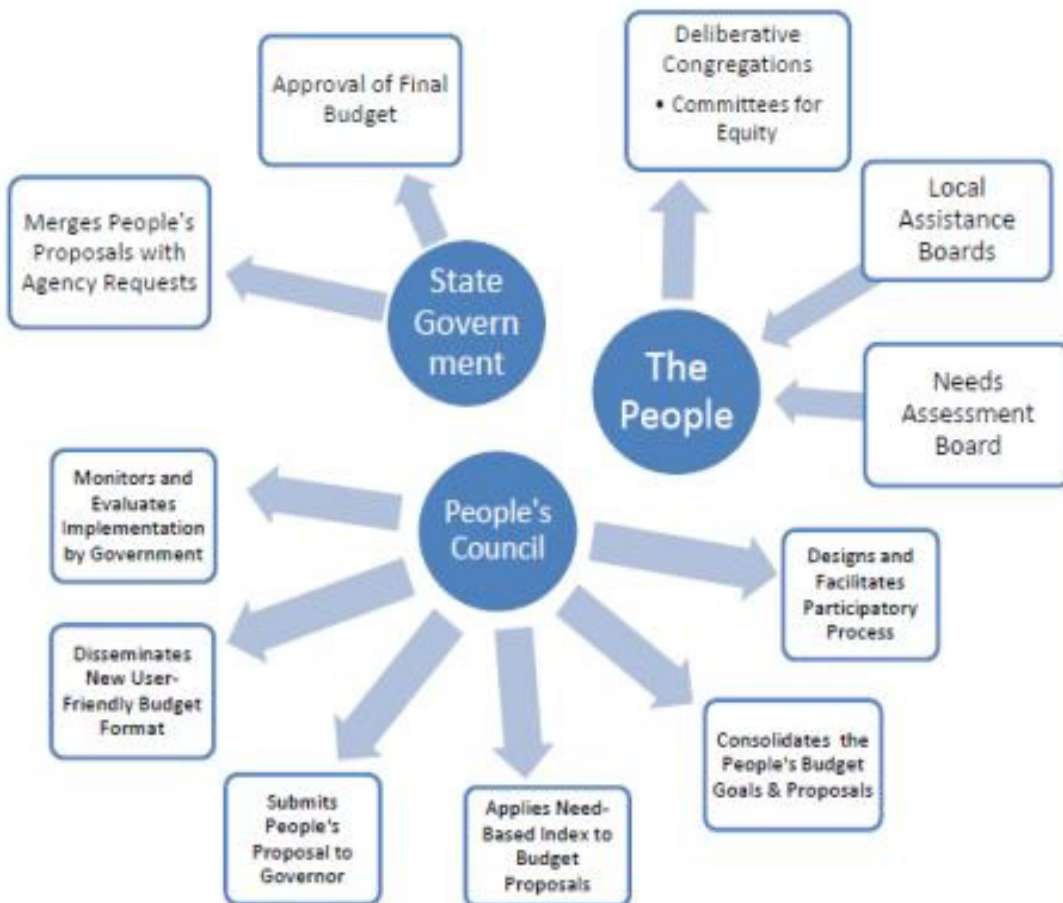 Approval of Final
Budget
Deliberative
Congregations
• Committees for
Equity
Merges People's
Proposals with
Agency Requests
Local
Assistance
Boards
State
Govern
ment
The
People
Needs
Assessment
Board
Monitors and
Evaluates
Implementation
by Government
People's
Council
Designs and
Facilitates
Participatory
Process
Disseminates
New User-
Friendly Budget
Format
Consolidates the
People's Budget
Goals & Proposals
Submits
People's
Proposal to
Governor
Applies Need-
Based Index to
Budget
Proposals